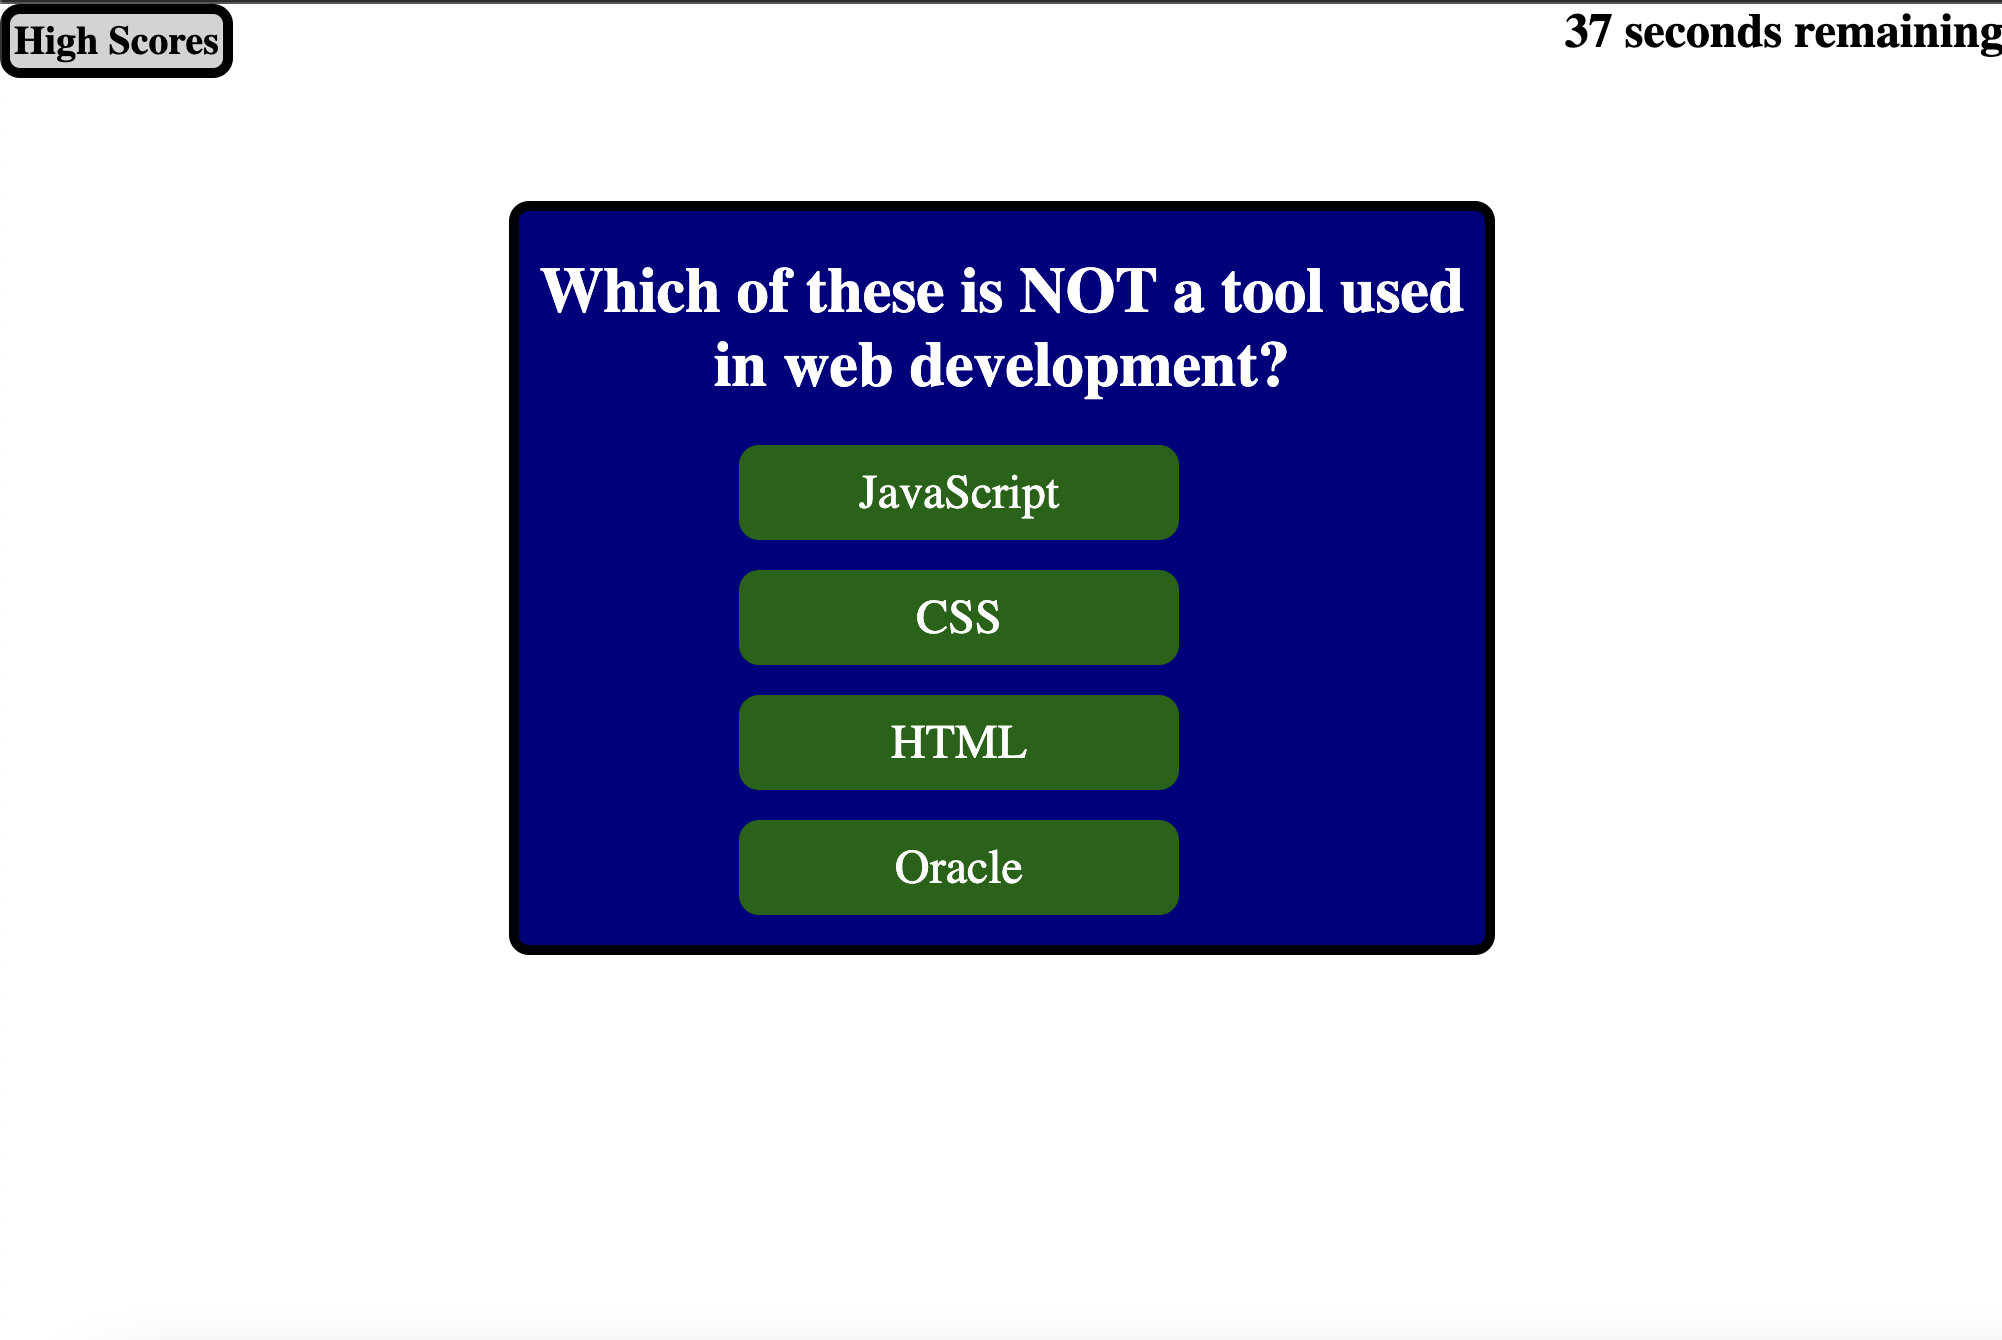 High Scores
37 seconds remaining
Which of these is NOT a tool used
in web development?
JavaScript
CSS
HTML
Oracle